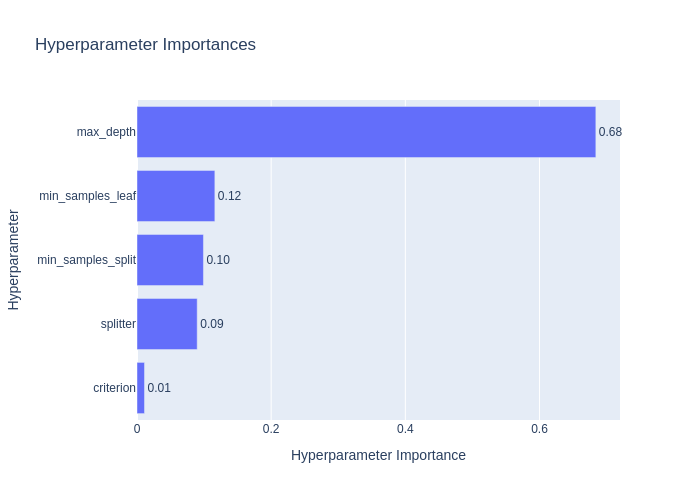 Hyperparameter Importances
max_depth
0.68
min_samples_leaf
0.12
min_samples_split
0.10
splitter
0.09
criterion
0.01
0
0.2
0.4
0.6
Hyperparameter Importance
Hyperparameter